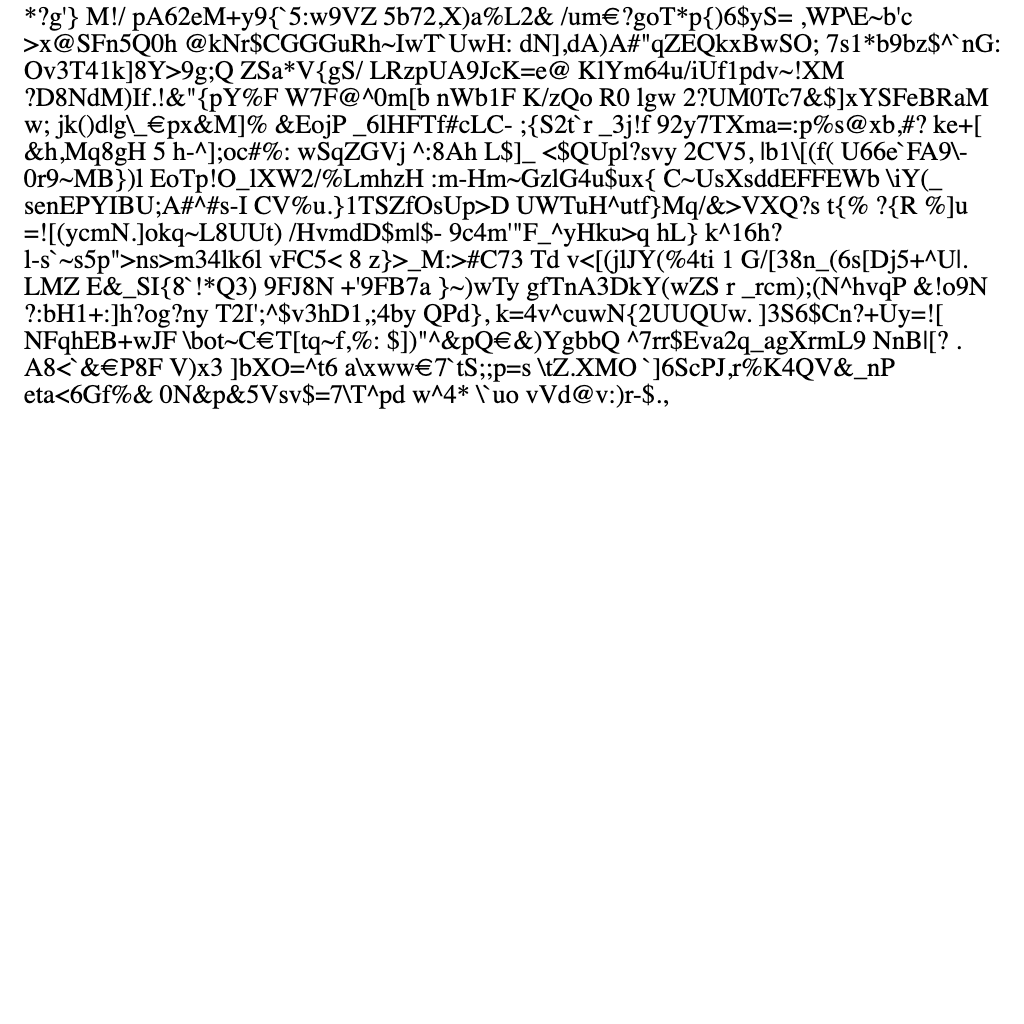 *?g'} M!/ pA62eM+y9{`5:w9VZ 5b72,X)a%L2& /um€?goT*p{)6$yS= ,WP\E~b'c
>x@SFn5Q0h @kNr$CGGGuRh~IwT`UwH: dN],dA)A#"qZEQkxBwSO; 7s1*b9bz$^`nG:
Ov3T41k]8Y>9g;Q ZSa*V{gS/ LRzpUA9JcK=e@ KlYm64u/iUf1pdv~!XM
?D8NdM)If.!&"{pY%F W7F@^0m[b nWb1F K/zQo R0 lgw 2?UM0Tc7&$]xYSFeBRaM
w; jk()d|g\_€px&M]% &EojP _6lHFTf#cLC- ;{S2t`r _3j!f 92y7TXma=:p%s@xb,#? ke+[
&h,Mq8gH 5 h-^];oc#%: wSqZGVj ^:8Ah L$]_ <$QUpl?svy 2CV5, |b1\[(f( U66e`FA9\-
0r9~MB})l EoTp!O_lXW2/%LmhzH :m-Hm~GzlG4u$ux{ C~UsXsddEFFEWb \iY(_
senEPYIBU;A#^#s-I CV%u.}1TSZfOsUp>D UWTuH^utf}Mq/&>VXQ?s t{% ?{R %]u
=![(ycmN.]okq~L8UUt) /HvmdD$m|$- 9c4m'"F_^yHku>q hL} k^16h?
l-s`~s5p">ns>m34lk6l vFC5< 8 z}>_M:>#C73 Td v<[(jlJY(%4ti 1 G/[38n_(6s[Dj5+^U|.
LMZ E&_SI{8`!*Q3) 9FJ8N +'9FB7a }~)wTy gfTnA3DkY(wZS r _rcm);(N^hvqP &!o9N
?:bH1+:]h?og?ny T2I';^$v3hD1,;4by QPd}, k=4v^cuwN{2UUQUw. ]3S6$Cn?+Uy=![
NFqhEB+wJF \bot~C€T[tq~f,%: $])"^&pQ€&)YgbbQ ^7rr$Eva2q_agXrmL9 NnB|[? .
A8<`&€P8F V)x3 ]bXO=^t6 a\xww€7`tS;;p=s \tZ.XMO `]6ScPJ,r%K4QV&_nP
eta<6Gf%& 0N&p&5Vsv$=7\T^pd w^4* \`uo vVd@v:)r-$.,